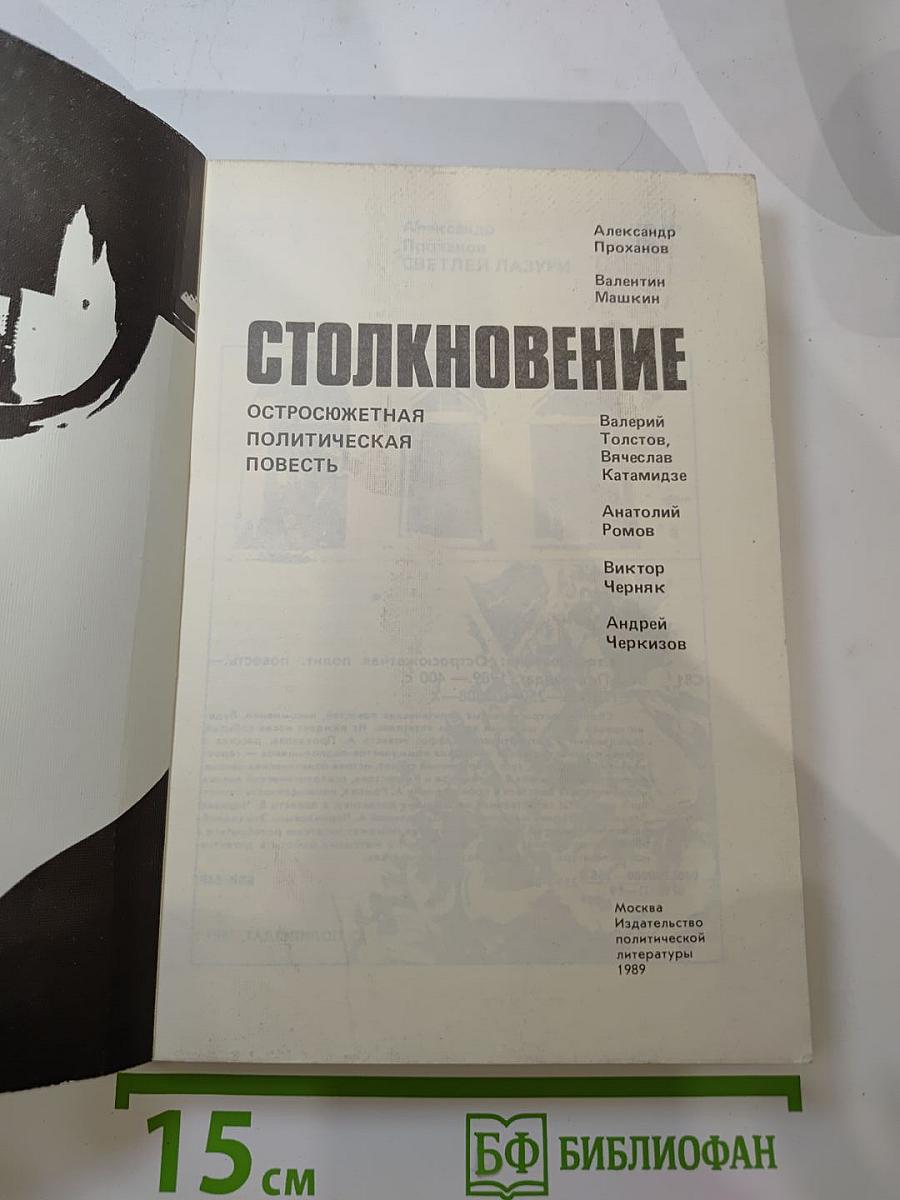 Александр
Проханов
Валентин
Машкин
СТОЛКНОВЕНИЕ
ОСТРОСЮЖЕТНАЯ
ПОЛИТИЧЕСКАЯ
ПОВЕСТЬ
Валерий
Толстов,
Вячеслав
Катамидзе
Анатолий
Ромов
Виктор
Черняк
Андрей
Черкизов
Москва
Издательство
политической
литературы
1989
15 см
БФ БИБЛИОФАН